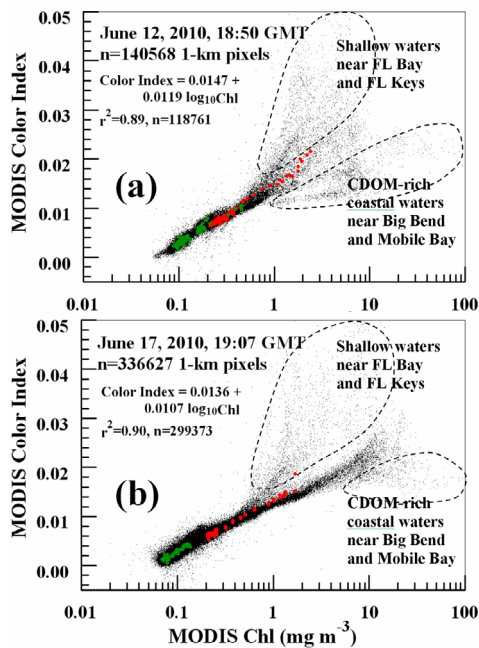 0.05
0.04
0.03
0.02
0.01
0.00
MODIS Color Index
June 12, 2010, 18:50 GMT
n=140568 1-km pixels
Color Index = 0.0147 +
0.0119 log10Chl
r2=0.89, n=118761
(a)
Shallow waters
near FL Bay
and FL Keys
CDOM-rich
coastal waters
near Big Bend
and Mobile Bay
0.01
0.1
1
10
100
0.05
0.04
0.03
0.02
0.01
0.00
MODIS Color Index
June 17, 2010, 19:07 GMT
n=336627 1-km pixels
Color Index = 0.0136 +
0.0107 log10Chl
r2=0.90, n=299373
(b)
Shallow waters
near FL Bay
and FL Keys
CDOM-rich
coastal waters
near Big Bend
and Mobile Bay
0.01
0.1
1
10
100
MODIS Chl (mg m-3)